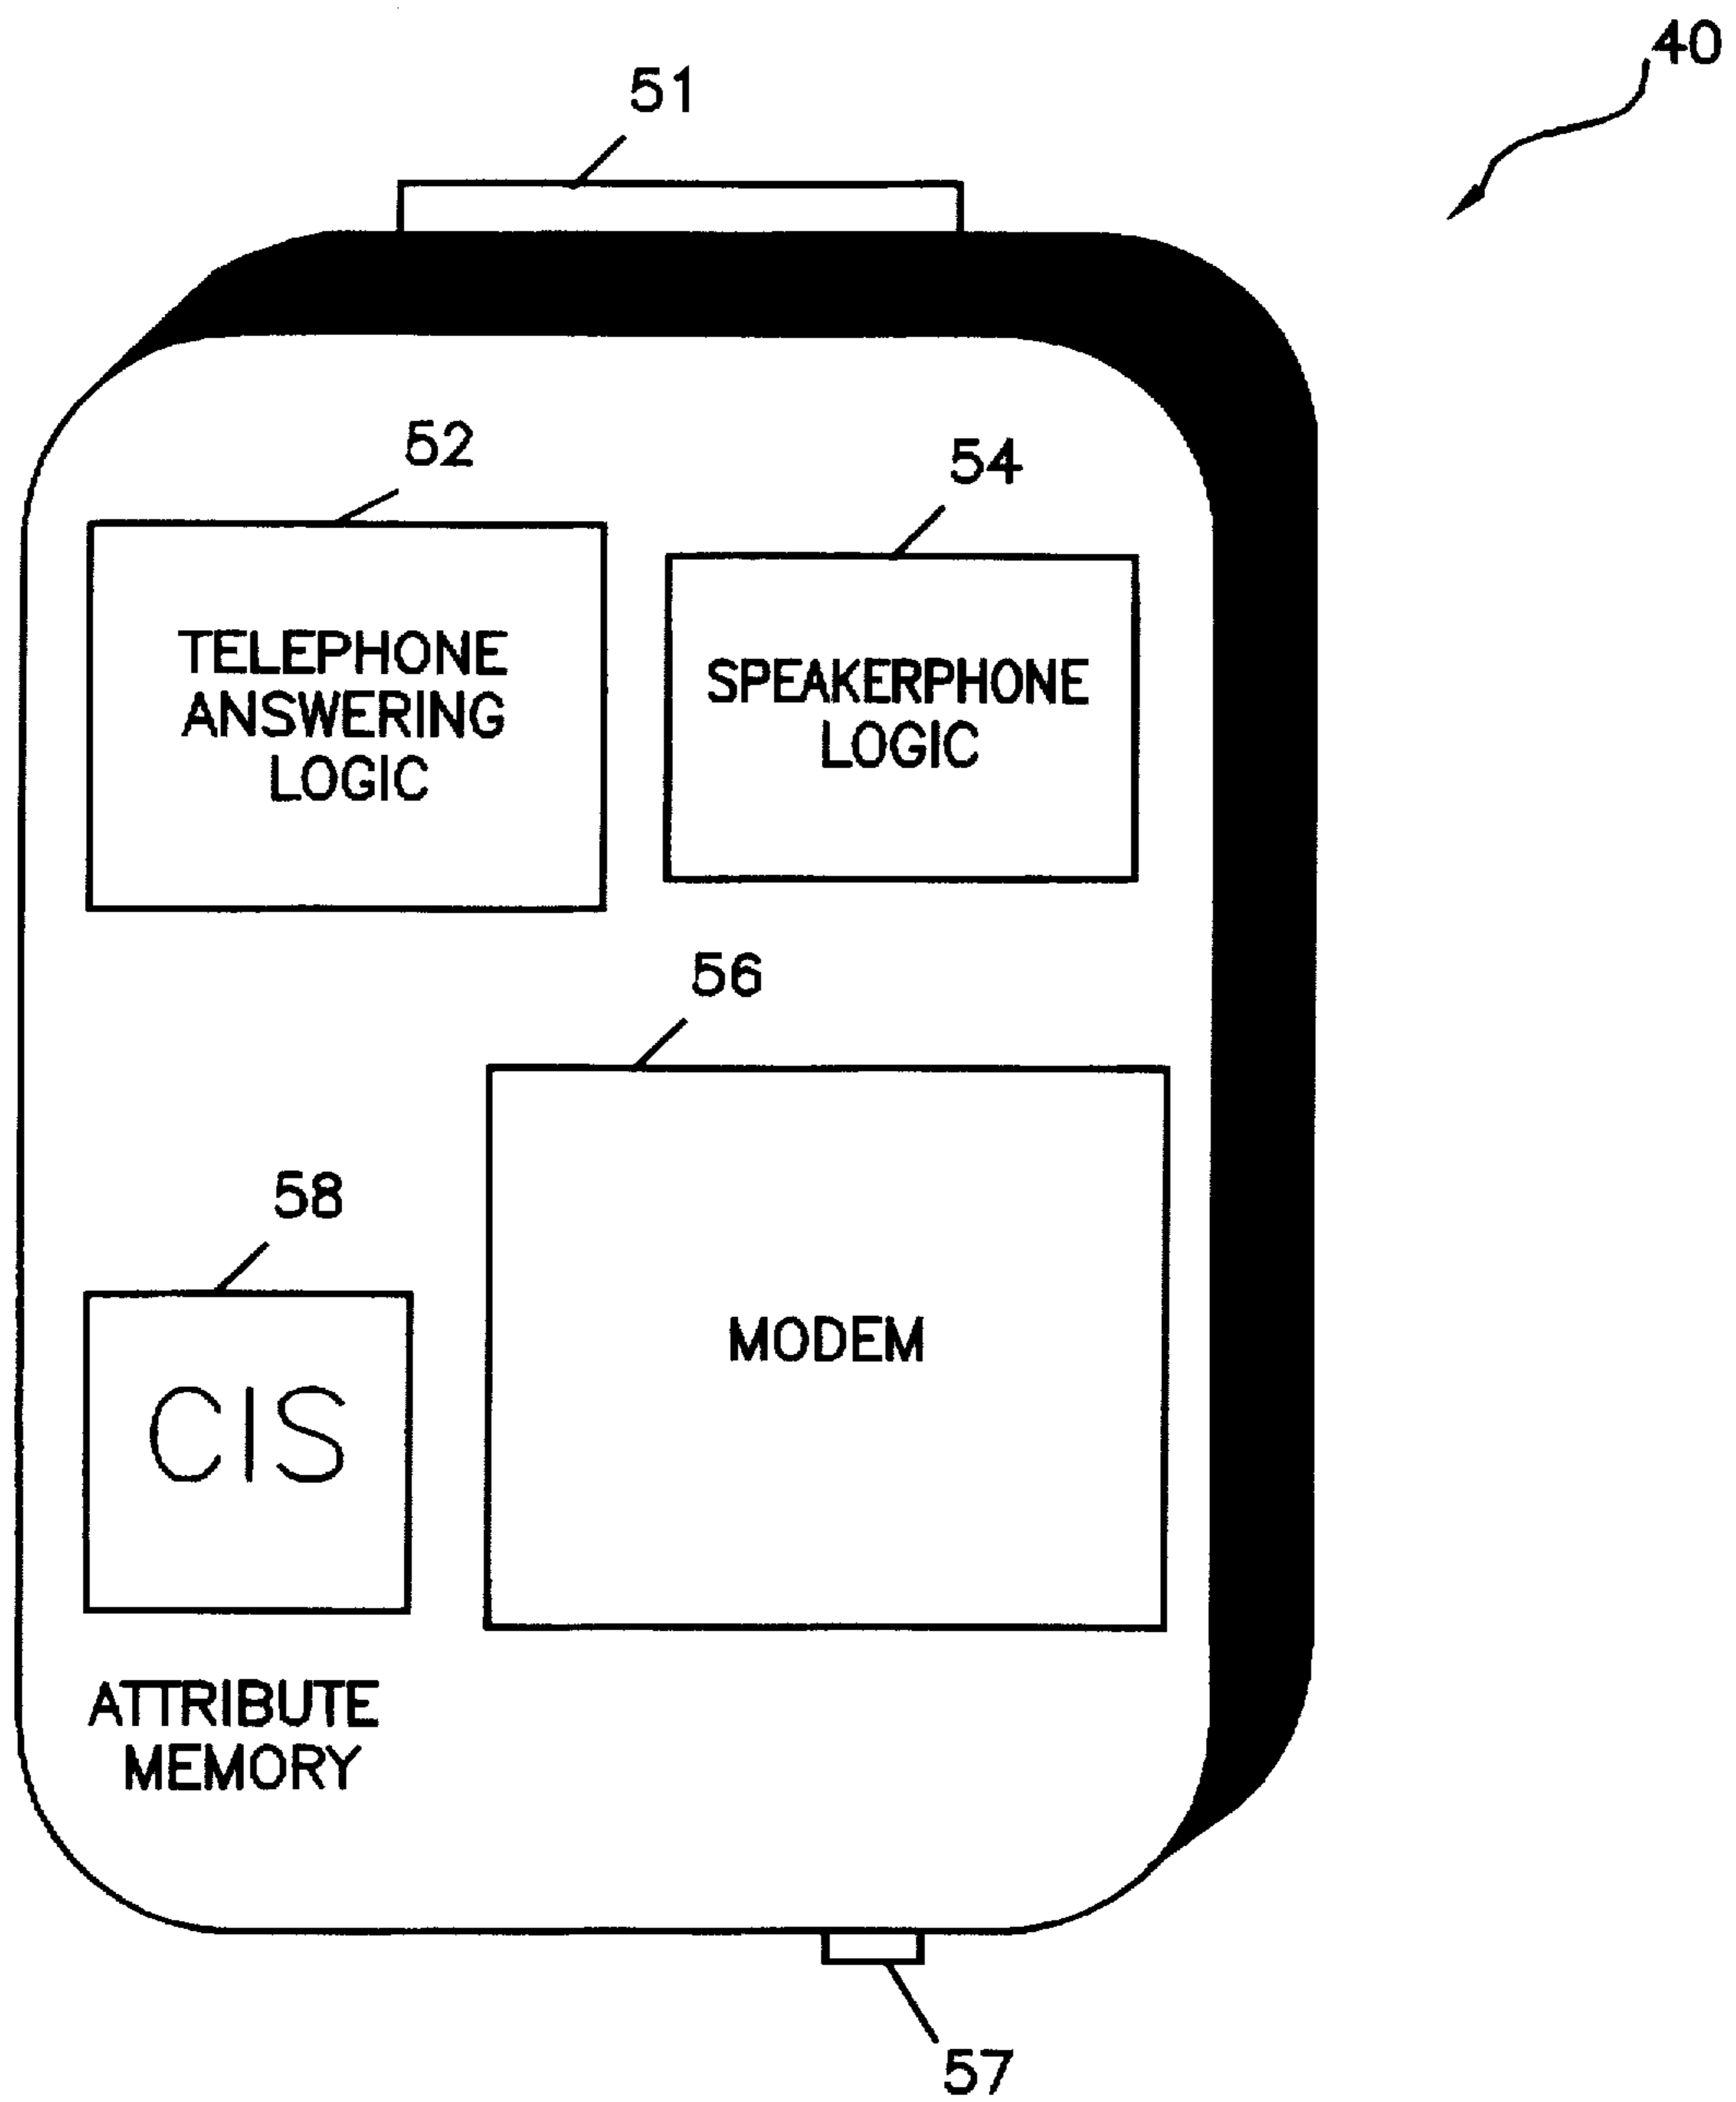 40
51
52
54
TELEPHONE
ANSWERING
LOGIC
SPEAKERPHONE
LOGIC
56
58
MODEM
CIS
ATTRIBUTE
MEMORY
57